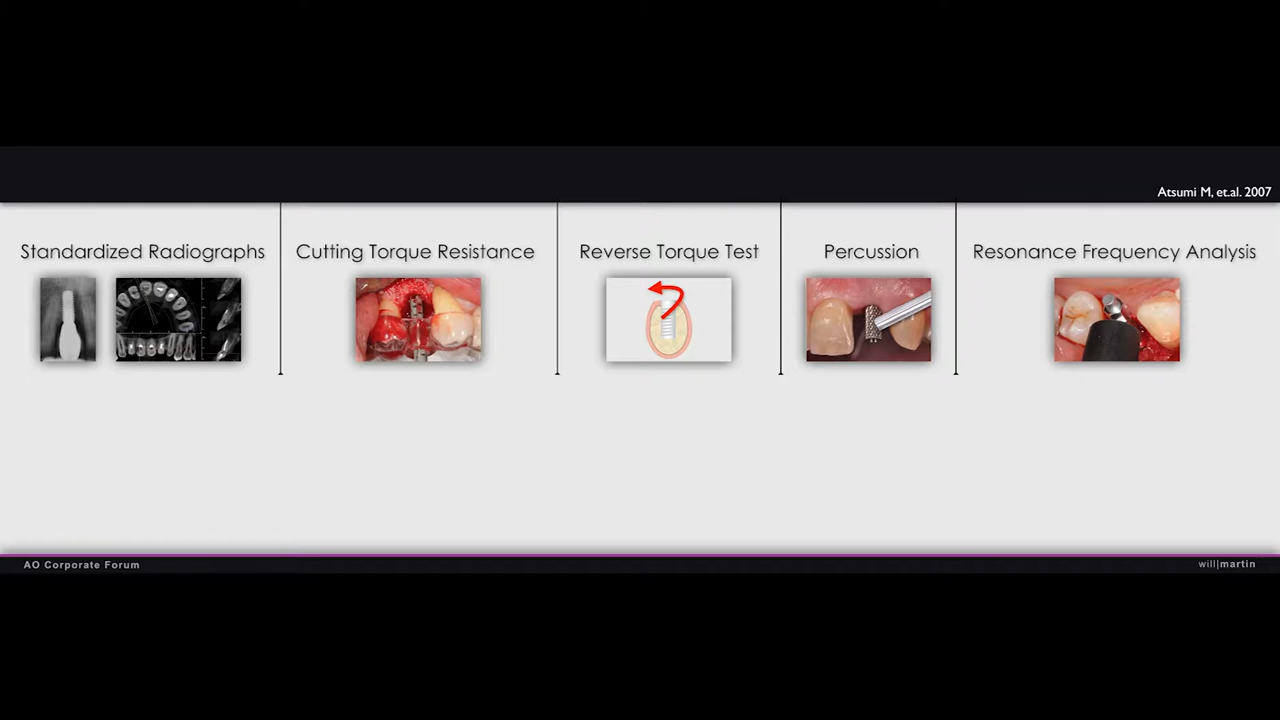 Atsumi M, et.al. 2007
Standardized Radiographs
Cutting Torque Resistance
Reverse Torque Test
Percussion
Resonance Frequency Analysis
AO Corporate Forum
will|martin